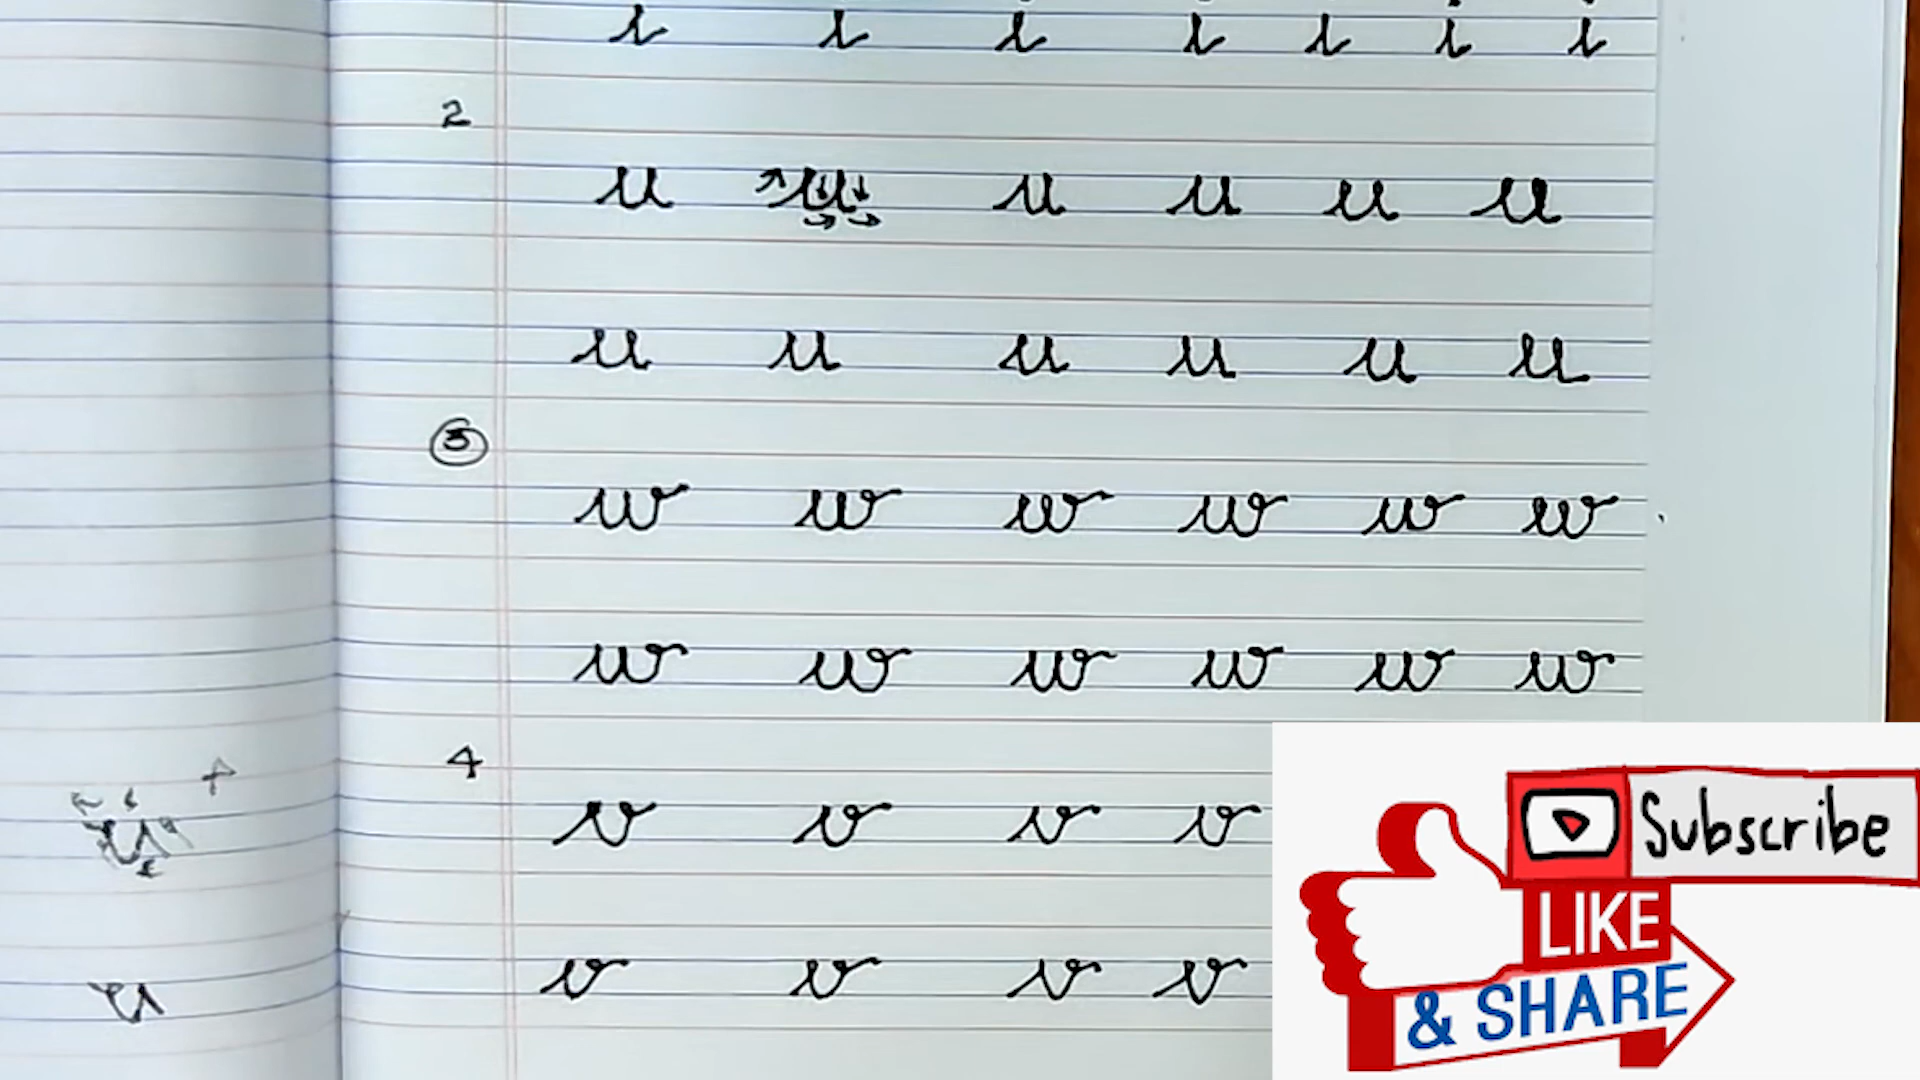 i i i i i i i
2
u u u u u u
u u u u u u
3
w w w w w w
w w w w w w
4
v v v v
v v v v
Subscribe
LIKE
& SHARE